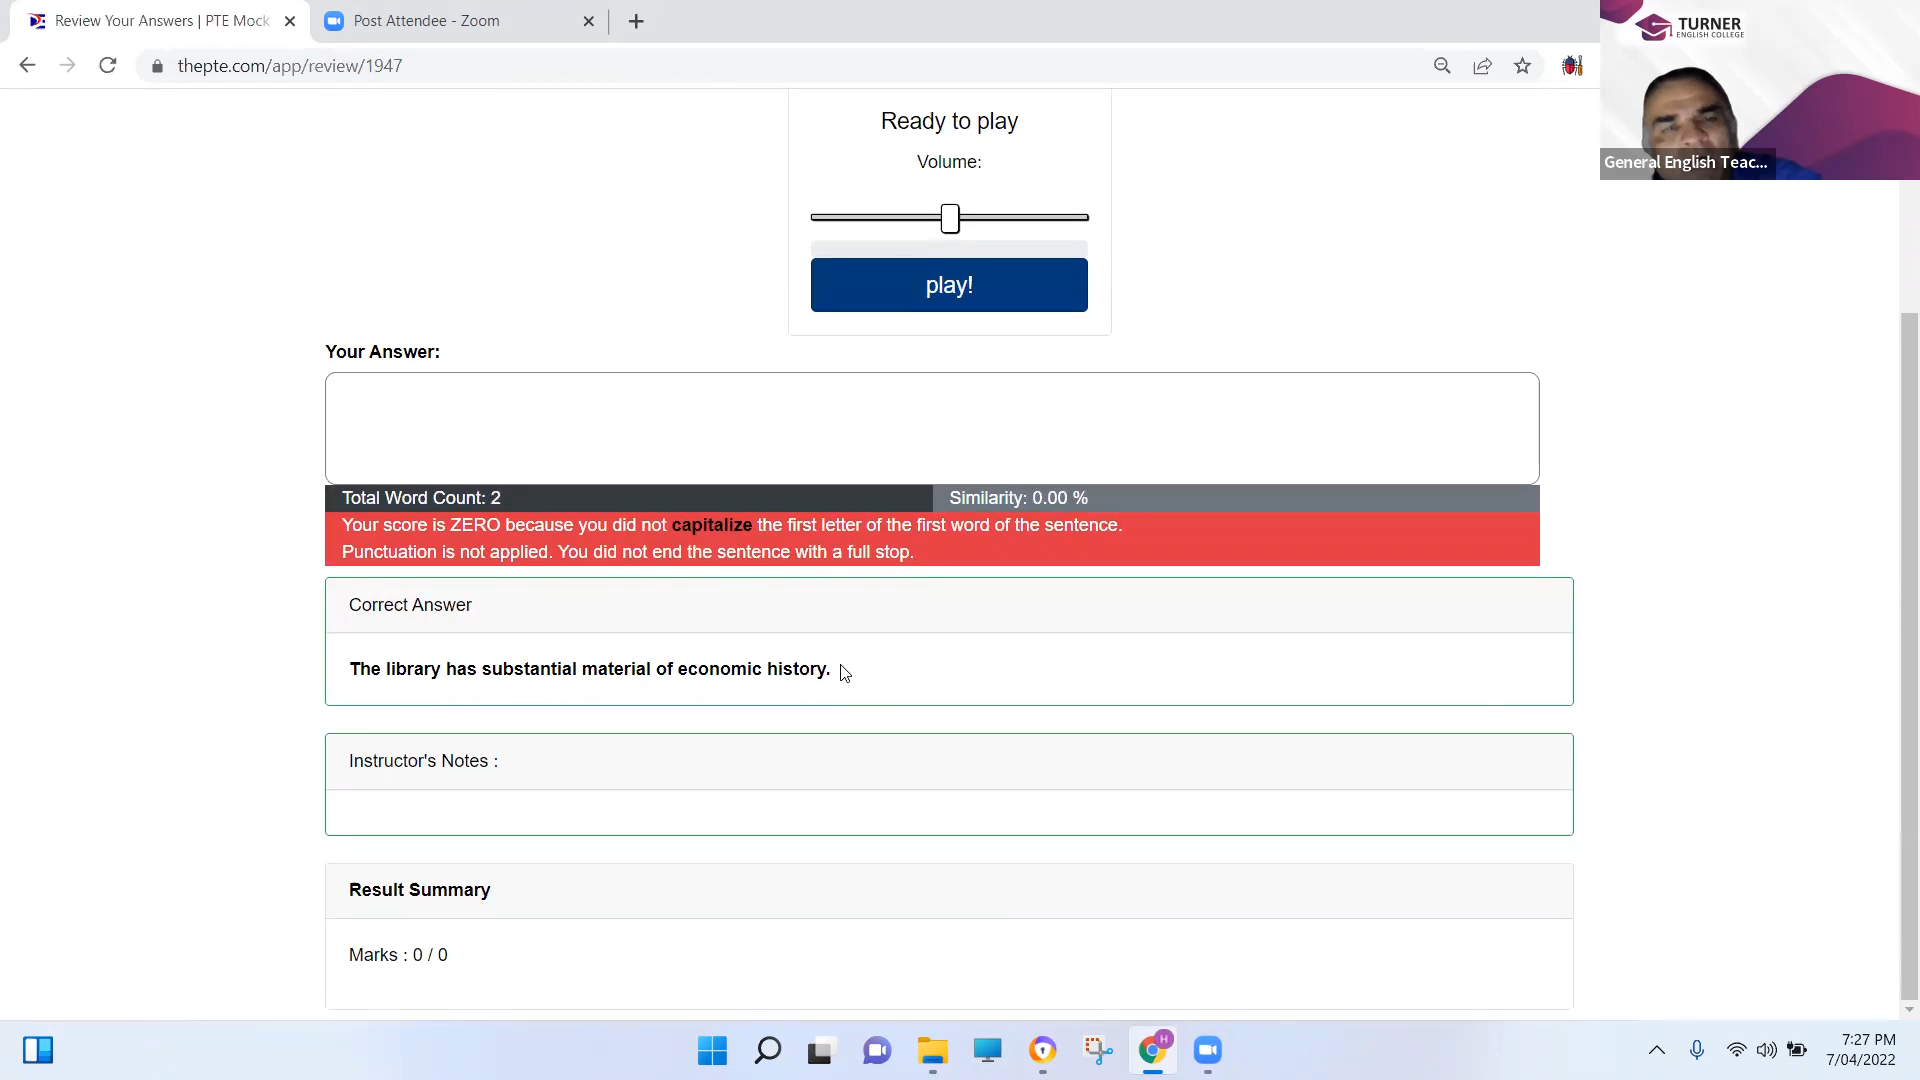 Review Your Answers | PTE Mock
Post Attendee - Zoom
thepte.com/app/review/1947
TURNER
ENGLISH COLLEGE
General English Teac...
Ready to play
Volume:
play!
Your Answer:
Total Word Count: 2
Similarity: 0.00 %
Your score is ZERO because you did not capitalize the first letter of the first word of the sentence.
Punctuation is not applied. You did not end the sentence with a full stop.
Correct Answer
The library has substantial material of economic history.
Instructor's Notes :
Result Summary
Marks : 0 / 0
H
7:27 PM
7/04/2022